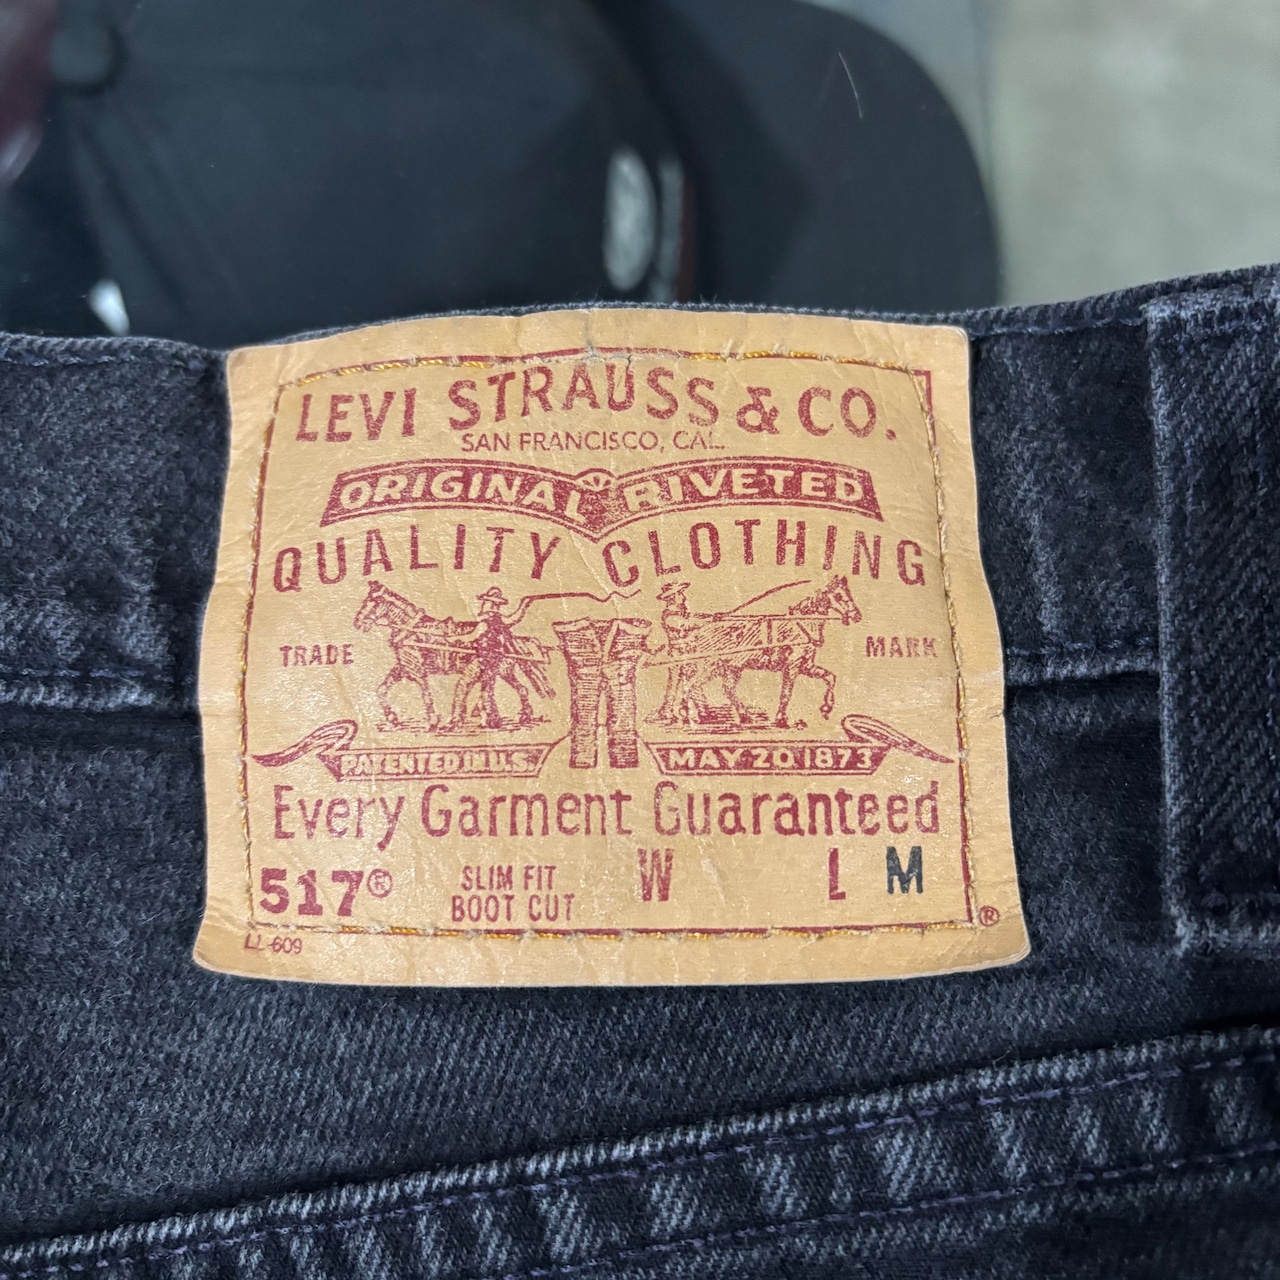 LEVI STRAUSS & CO.
SAN FRANCISCO, CAL.
ORIGINAL RIVETED
QUALITY CLOTHING
TRADE MARK
PATENTED IN U.S. MAY 20 1873
Every Garment Guaranteed
517® SLIM FIT W L M
BOOT CUT
®
LL-609